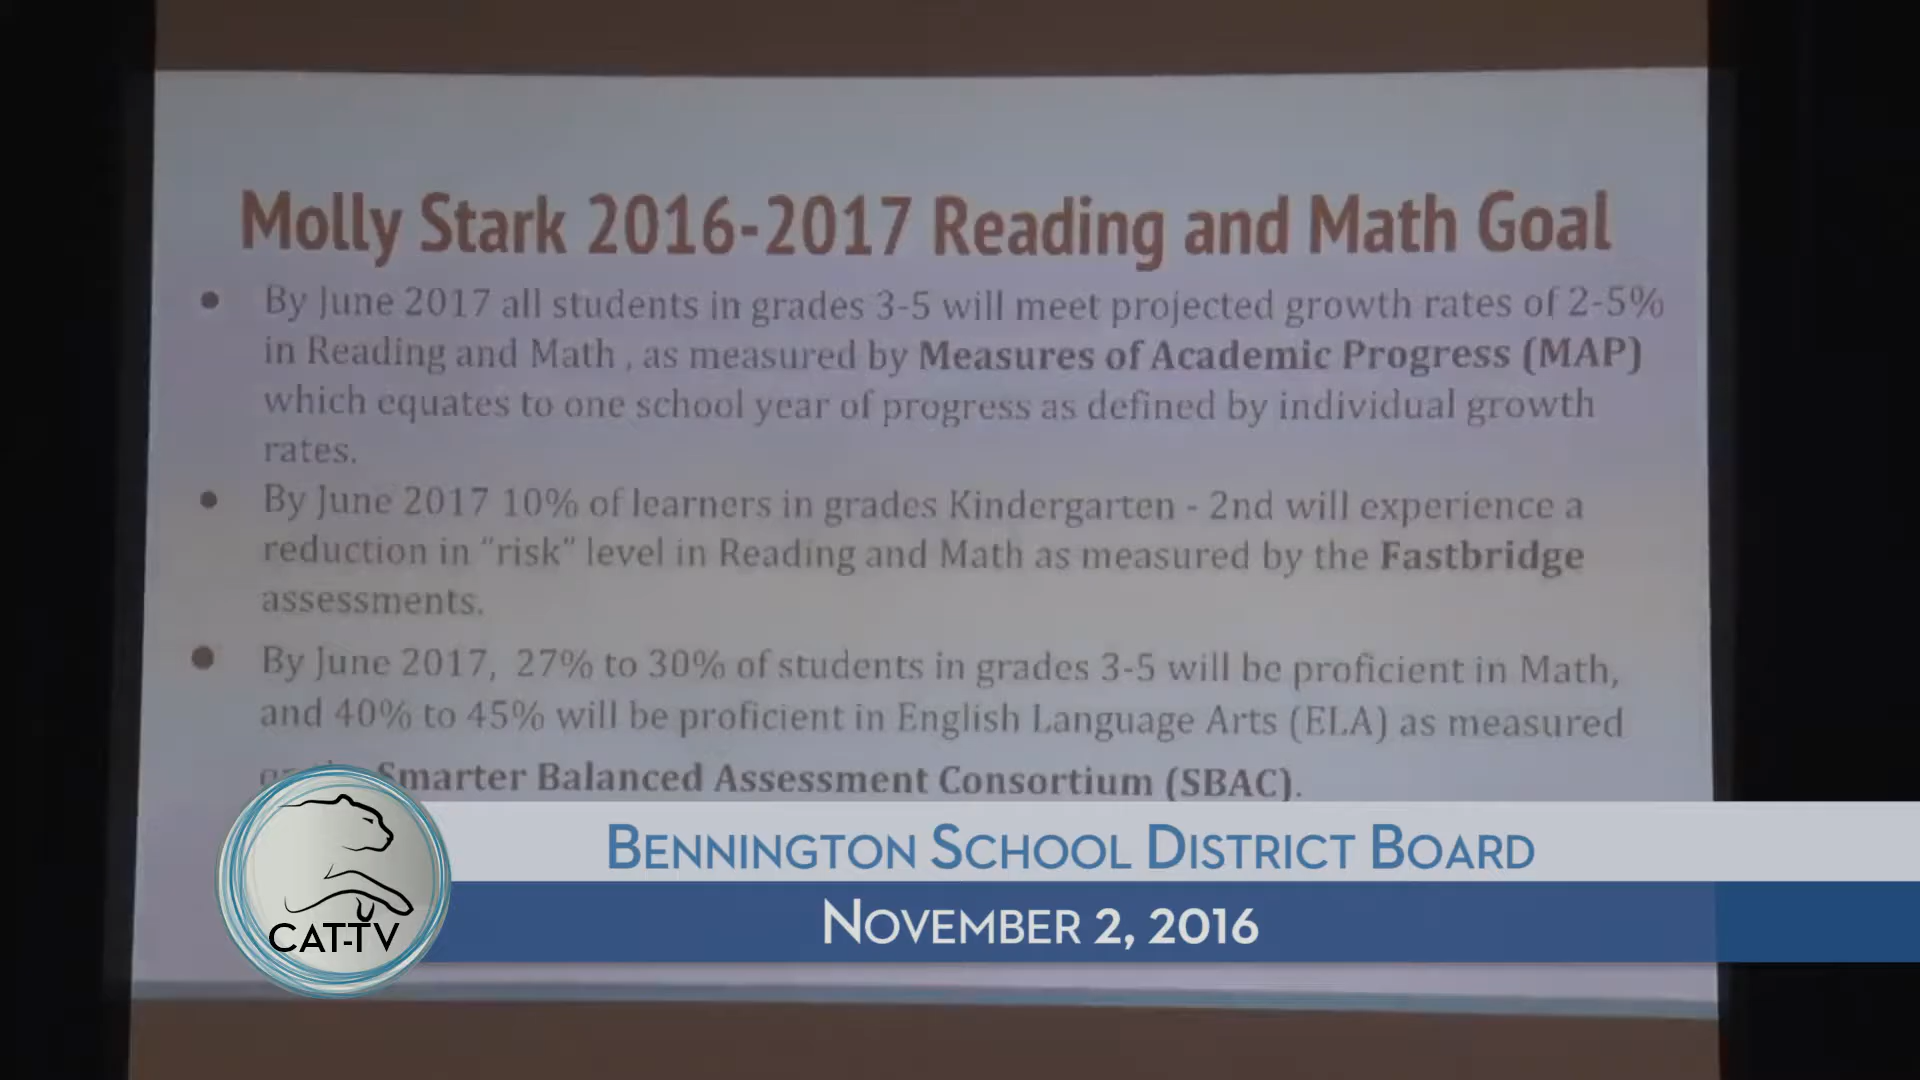 Molly Stark 2016-2017 Reading and Math Goal
• By June 2017 all students in grades 3-5 will meet projected growth rates of 2-5%
in Reading and Math , as measured by Measures of Academic Progress (MAP)
which equates to one school year of progress as defined by individual growth
rates.
• By June 2017 10% of learners in grades Kindergarten - 2nd will experience a
reduction in "risk" level in Reading and Math as measured by the Fastbridge
assessments.
• By June 2017, 27% to 30% of students in grades 3-5 will be proficient in Math,
and 40% to 45% will be proficient in English Language Arts (ELA) as measured
Smarter Balanced Assessment Consortium (SBAC).
BENNINGTON SCHOOL DISTRICT BOARD
NOVEMBER 2, 2016
CAT-TV